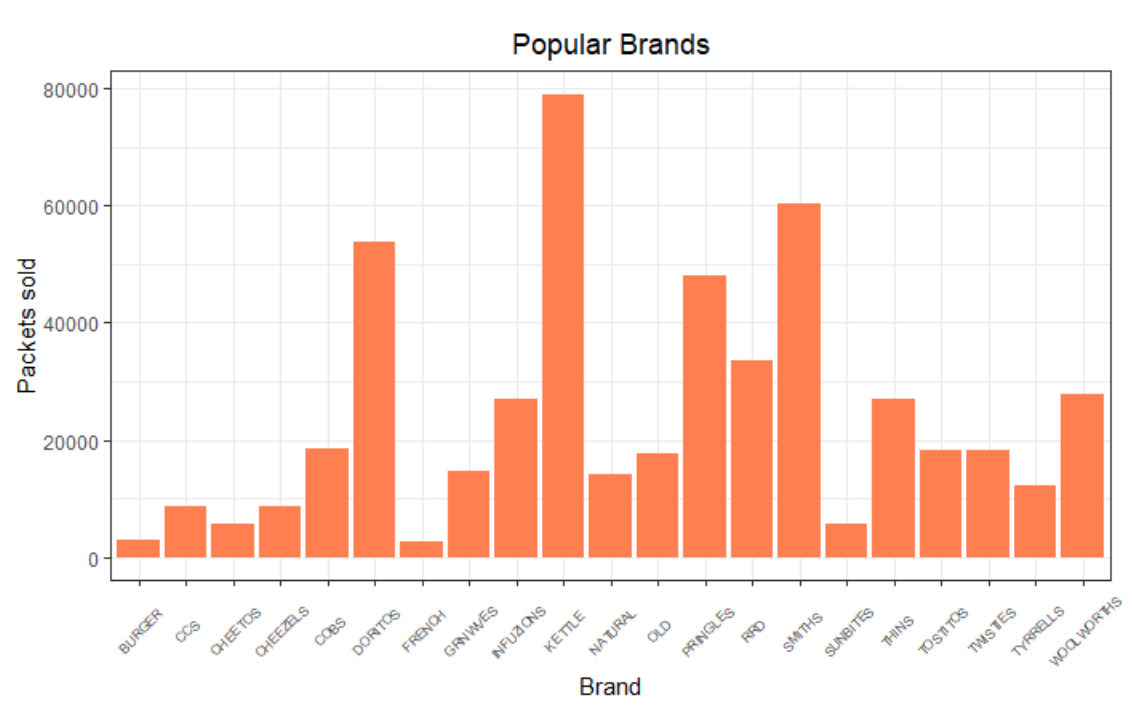 Popular Brands
Packets sold
80000
60000
40000
20000
0
BURGER
CCS
CHEETOS
CHEEZELS
COBS
DORITOS
FRENCH
GRNWVES
INFUZIONS
KETTLE
NATURAL
OLD
PRINGLES
RRD
SMITHS
SUNBITES
THINS
TOSTITOS
TWISTIES
TYRRELLS
WOOLWORTHS
Brand